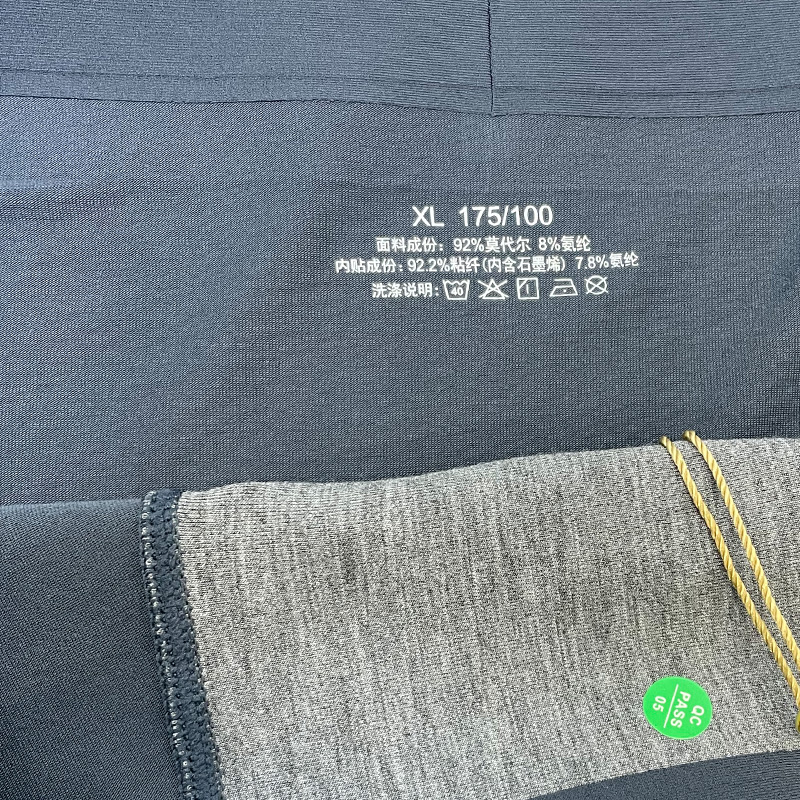 XL 175/100
面料成份：92%莫代尔 8%氨纶
内贴成份：92.2%粘纤(内含石墨烯) 7.8%氨纶
洗涤说明：40
QC
PASS
05